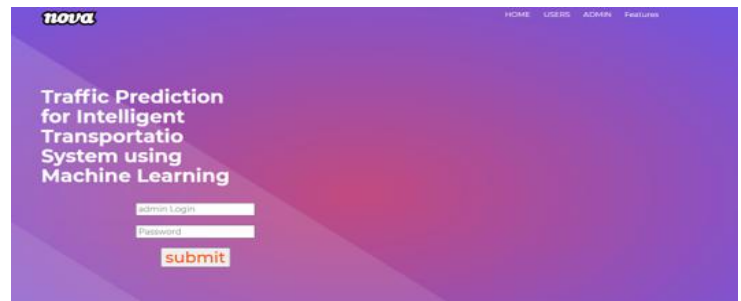 nova
HOME USERS ADMIN Features
Traffic Prediction
for Intelligent
Transportatio
System using
Machine Learning
admin Login
Password
submit